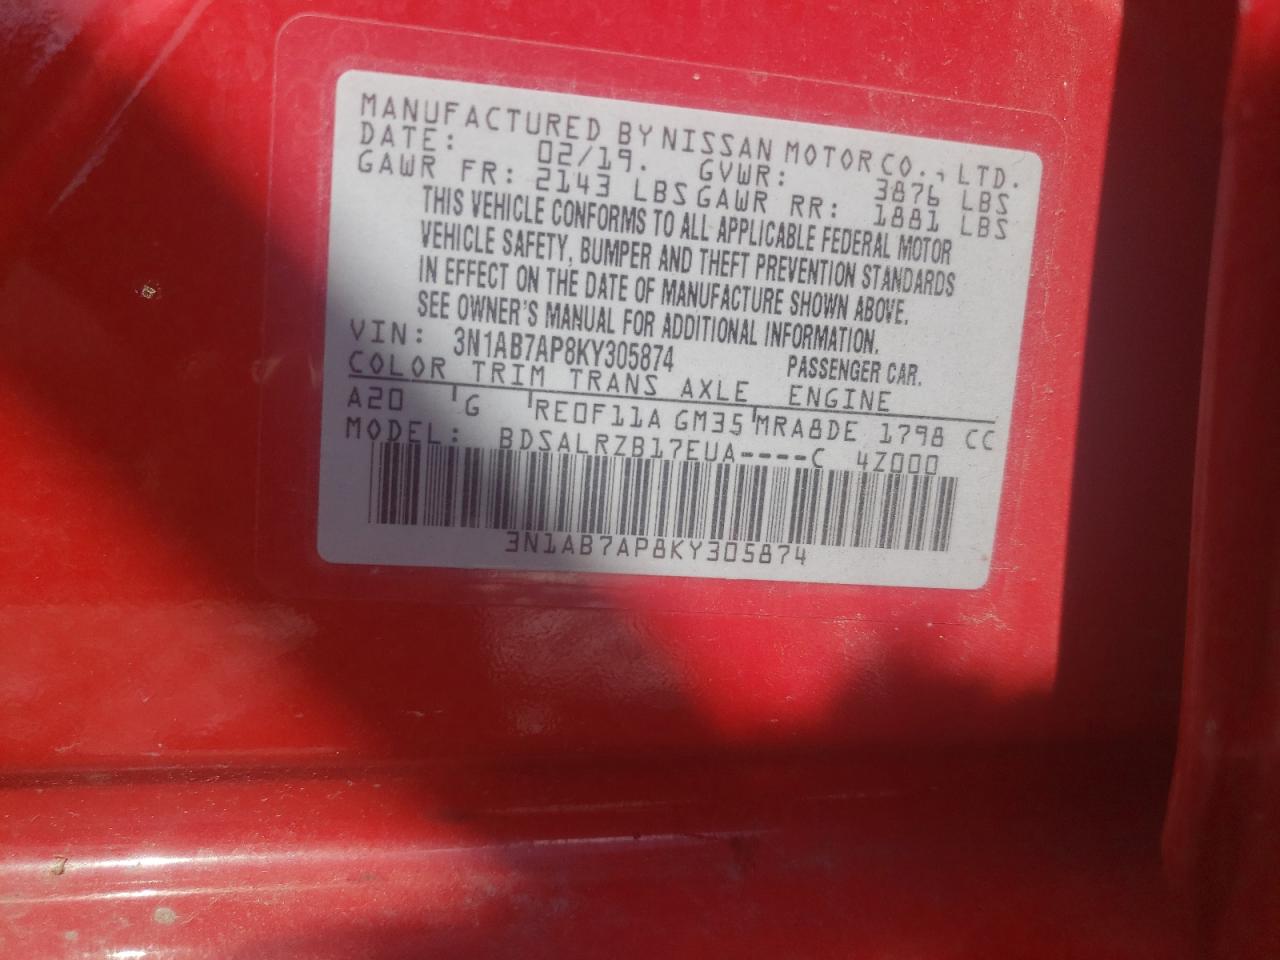 MANUFACTURED BY NISSAN MOTOR CO., LTD.
DATE: 02/19. GVWR: 3876 LBS
GAWR FR: 2143 LBS GAWR RR: 1881 LBS
THIS VEHICLE CONFORMS TO ALL APPLICABLE FEDERAL MOTOR
VEHICLE SAFETY, BUMPER AND THEFT PREVENTION STANDARDS
IN EFFECT ON THE DATE OF MANUFACTURE SHOWN ABOVE.
SEE OWNER'S MANUAL FOR ADDITIONAL INFORMATION.
VIN: 3N1AB7AP8KY305874 PASSENGER CAR.
COLOR TRIM TRANS AXLE ENGINE
A20 G RE0F11A GM35 MRA8DE 1798 CC
MODEL: BDSALRZB17EUA----C 4Z000
3N1AB7AP8KY305874